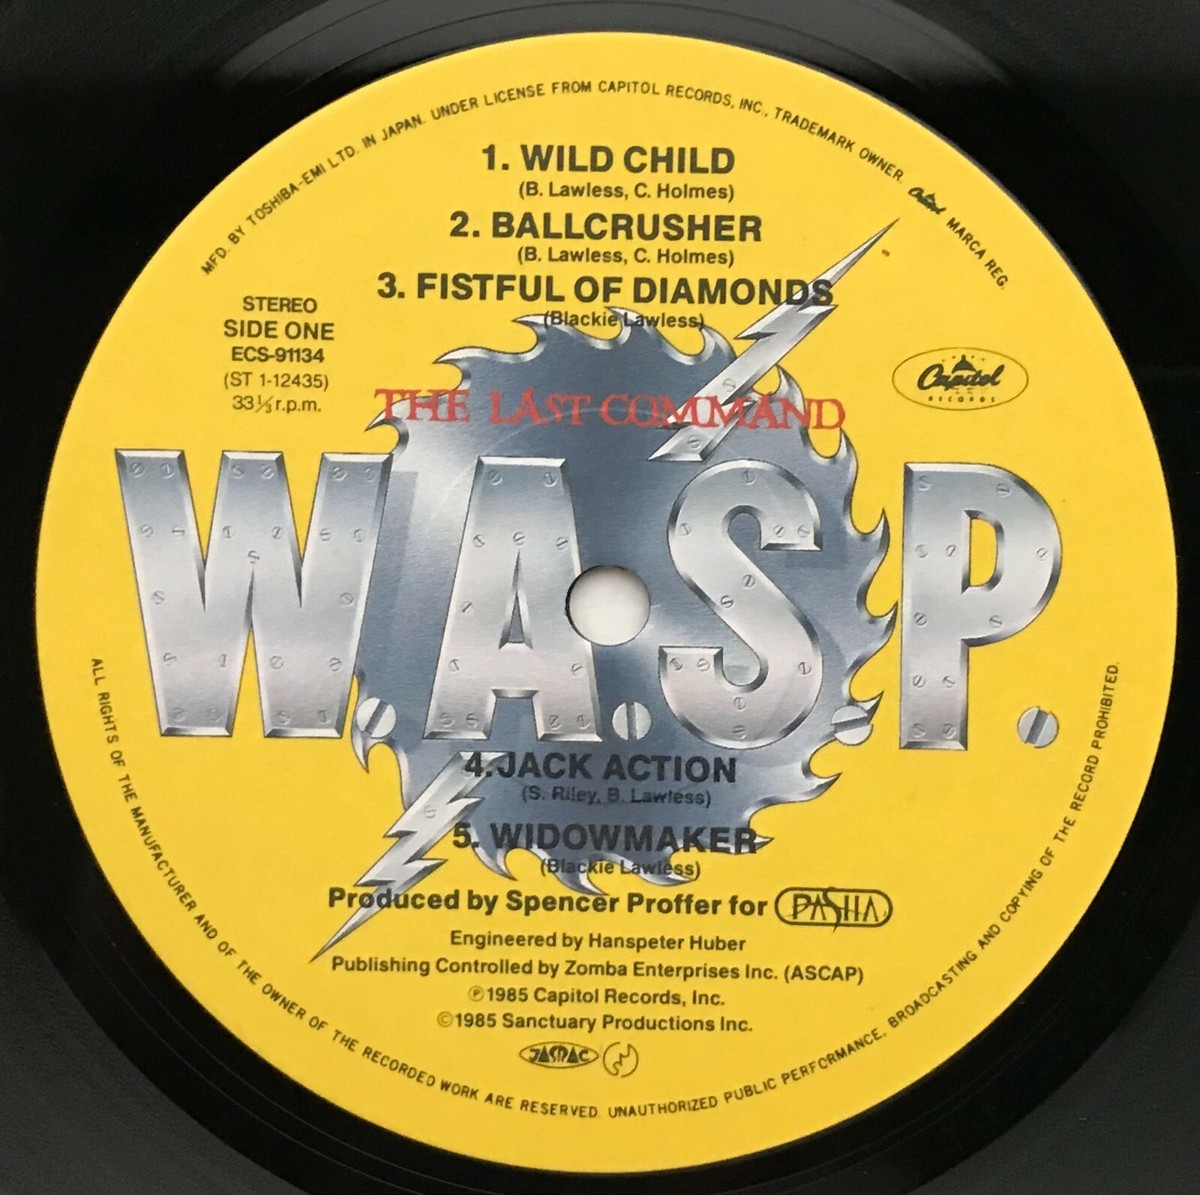 MFD. BY TOSHIBA-EMI LTD. IN JAPAN. UNDER LICENSE FROM CAPITOL RECORDS, INC., TRADEMARK OWNER. Capitol MARCA REG.
1. WILD CHILD
(B. Lawless, C. Holmes)
2. BALLCRUSHER
(B. Lawless, C. Holmes)
3. FISTFUL OF DIAMONDS
(Blackie Lawless)
STEREO
SIDE ONE
ECS-91134
(ST 1-12435)
33⅓ r.p.m.
Capitol
RECORDS
THE LAST COMMAND
W.A.S.P.
4. JACK ACTION
(S. Riley, B. Lawless)
5. WIDOWMAKER
(Blackie Lawless)
Produced by Spencer Proffer for PASHA
Engineered by Hanspeter Huber
Publishing Controlled by Zomba Enterprises Inc. (ASCAP)
℗1985 Capitol Records, Inc.
©1985 Sanctuary Productions Inc.
JASRAC
ALL RIGHTS OF THE MANUFACTURER AND OF THE OWNER OF THE RECORDED WORK ARE RESERVED. UNAUTHORIZED PUBLIC PERFORMANCE, BROADCASTING AND COPYING OF THE RECORD PROHIBITED.